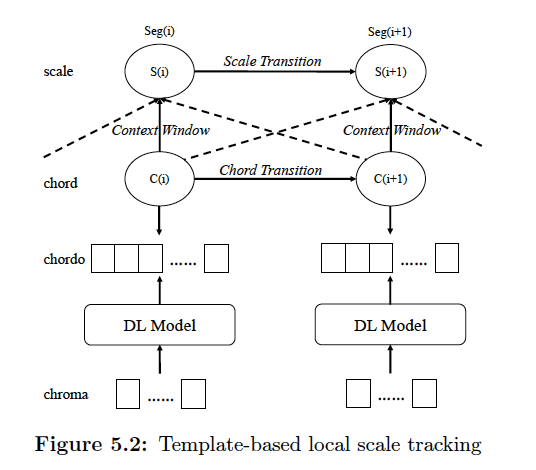 Seg(i) Seg(i+1)
scale S(i) Scale Transition S(i+1)
Context Window Context Window
chord C(i) Chord Transition C(i+1)
chordo ...... ......
DL Model DL Model
chroma ...... ......
Figure 5.2: Template-based local scale tracking